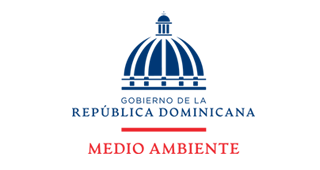 GOBIERNO DE LA
REPÚBLICA DOMINICANA
MEDIO AMBIENTE